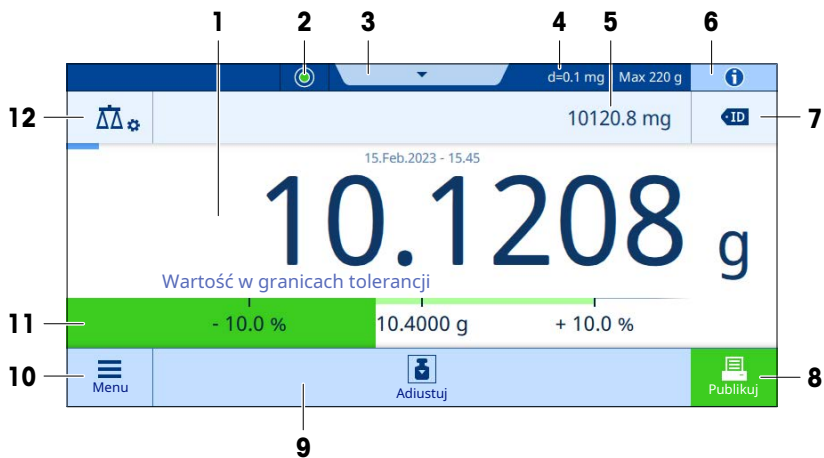 1 2 3 4 5 6
d=0.1 mg Max 220 g
12 10120.8 mg ID 7
15.Feb.2023 - 15.45
10.1208 g
Wartość w granicach tolerancji
11 - 10.0 % 10.4000 g + 10.0 %
10 Menu Adiustuj Publikuj 8
9